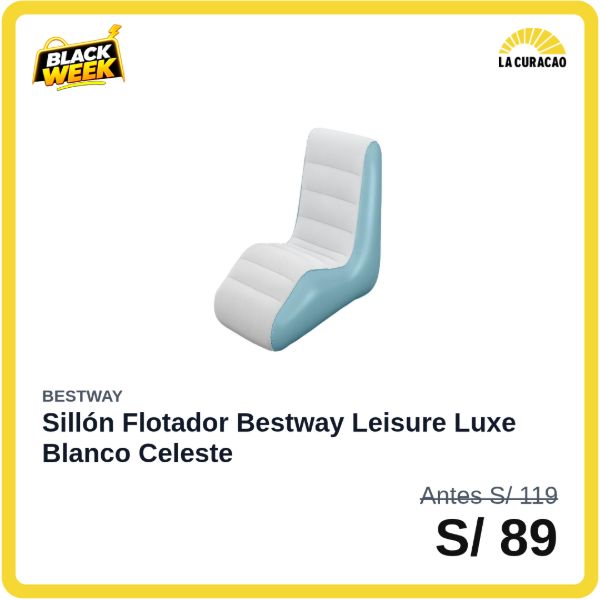 BLACK
WEEK
LA CURACAO
BESTWAY
Sillón Flotador Bestway Leisure Luxe
Blanco Celeste
Antes S/ 119
S/ 89